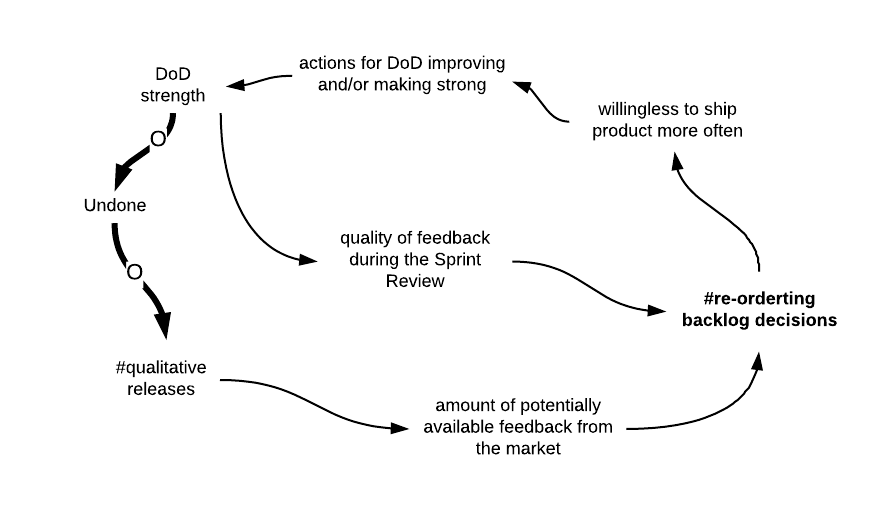 actions for DoD improving
and/or making strong
DoD
strength
willingless to ship
product more often
O
Undone
quality of feedback
during the Sprint
Review
O
#re-orderting
backlog decisions
#qualitative
releases
amount of potentially
available feedback from
the market